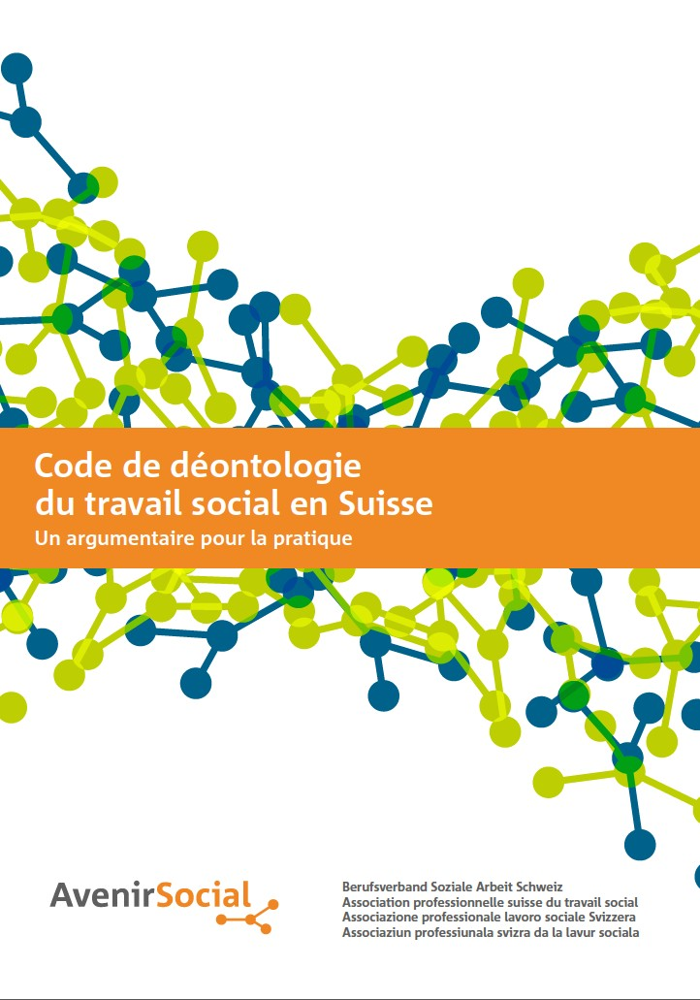 Code de déontologie
du travail social en Suisse
Un argumentaire pour la pratique
AvenirSocial
Berufsverband Soziale Arbeit Schweiz
Association professionnelle suisse du travail social
Associazione professionale lavoro sociale Svizzera
Associaziun professiunala svizra da la lavur sociala